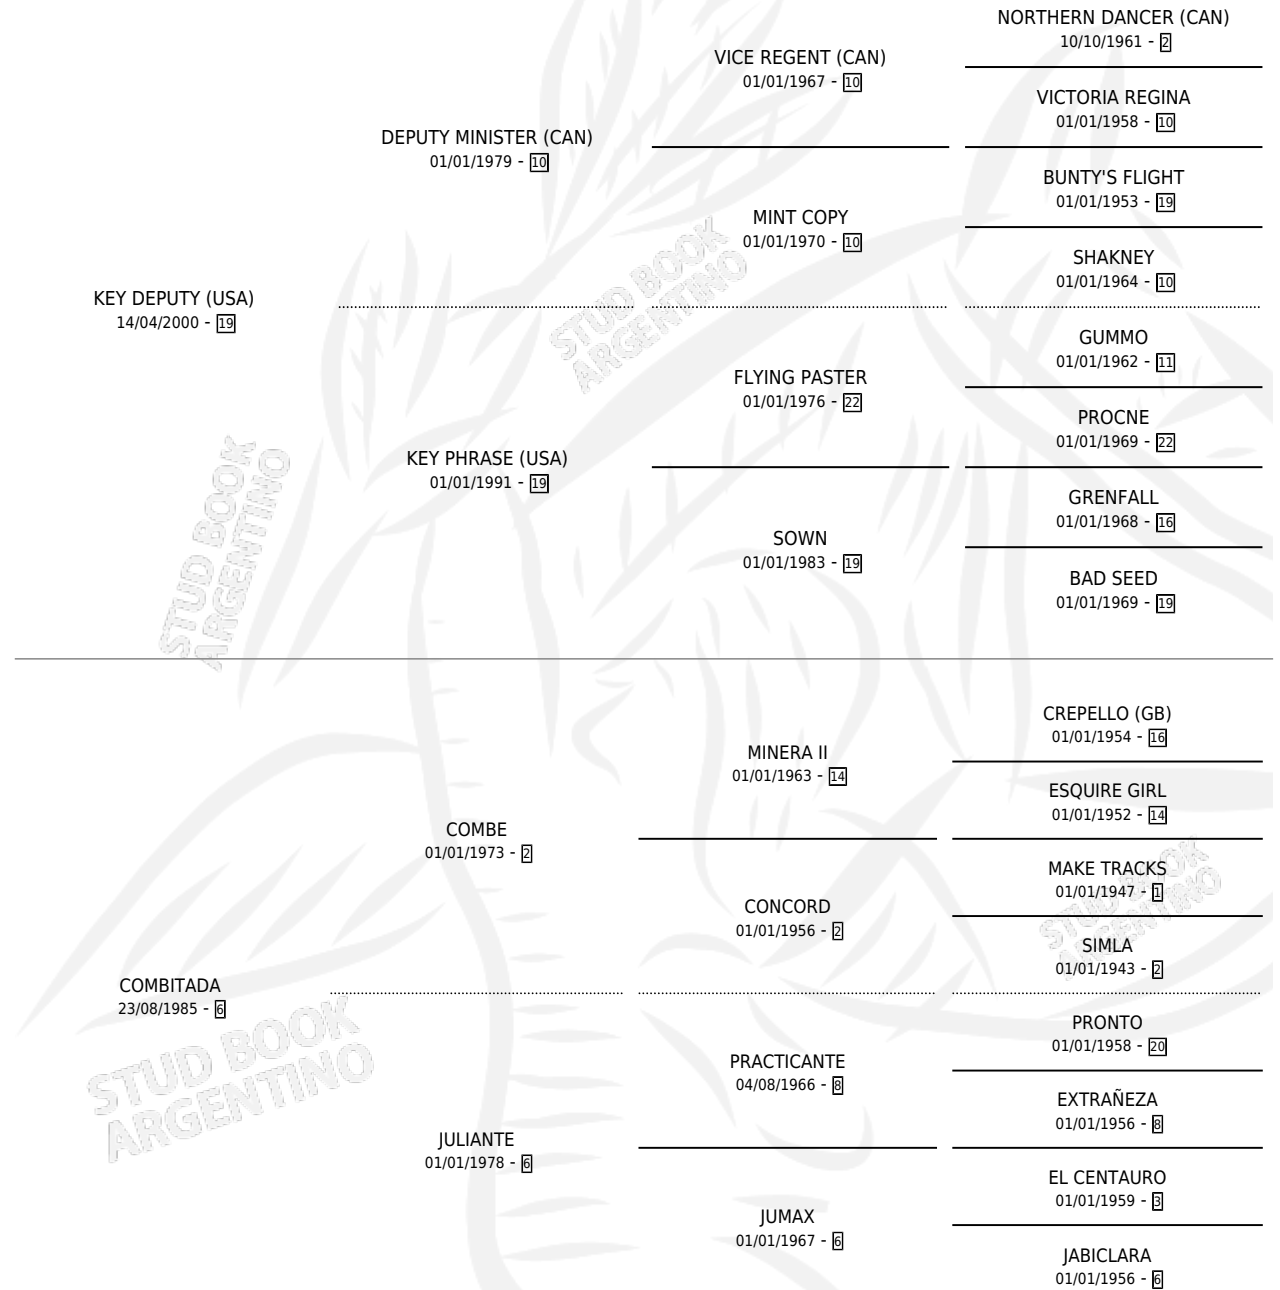 NORTHERN DANCER (CAN)
10/10/1961 - 2
VICE REGENT (CAN)
01/01/1967 - 10
VICTORIA REGINA
01/01/1958 - 10
DEPUTY MINISTER (CAN)
01/01/1979 - 10
BUNTY'S FLIGHT
01/01/1953 - 19
MINT COPY
01/01/1970 - 10
SHAKNEY
01/01/1964 - 10
KEY DEPUTY (USA)
14/04/2000 - 19
STUD BOOK
ARGENTINO
GUMMO
01/01/1962 - 11
FLYING PASTER
01/01/1976 - 22
PROCNE
01/01/1969 - 22
KEY PHRASE (USA)
01/01/1991 - 19
GRENFALL
01/01/1968 - 16
SOWN
01/01/1983 - 19
BAD SEED
01/01/1969 - 19
STUD BOOK
ARGENTINO
CREPELLO (GB)
01/01/1954 - 16
MINERA II
01/01/1963 - 14
ESQUIRE GIRL
01/01/1952 - 14
COMBE
01/01/1973 - 2
MAKE TRACKS
01/01/1947 - 1
CONCORD
01/01/1956 - 2
STUD BOOK
ARGENTINO
SIMLA
01/01/1943 - 2
COMBITADA
23/08/1985 - 6
PRONTO
01/01/1958 - 20
PRACTICANTE
04/08/1966 - 8
EXTRAÑEZA
01/01/1956 - 8
STUD BOOK
ARGENTINO
JULIANTE
01/01/1978 - 6
EL CENTAURO
01/01/1959 - 3
JUMAX
01/01/1967 - 6
JABICLARA
01/01/1956 - 6